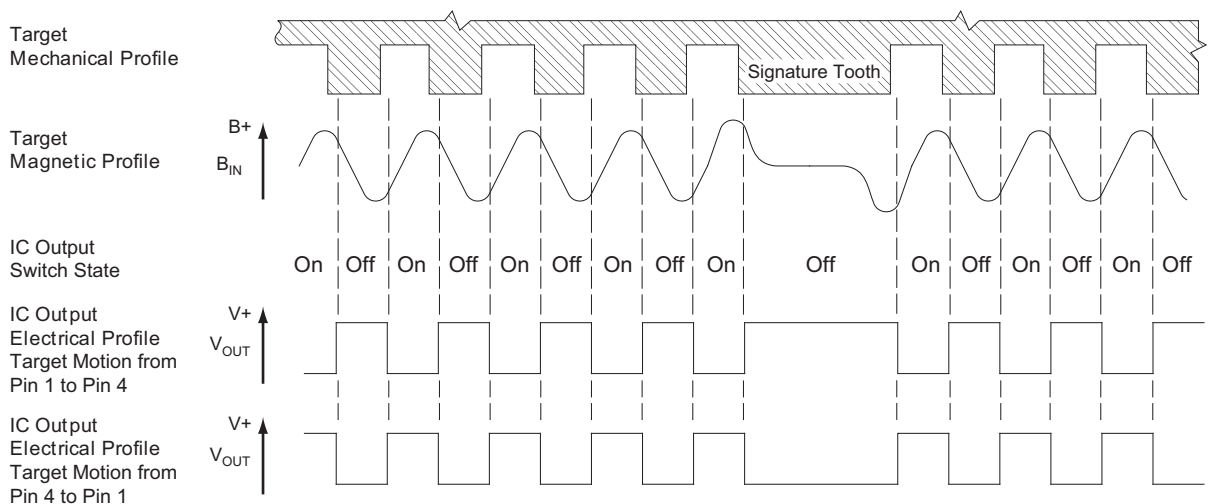 Target
Mechanical Profile
Signature Tooth
Target
Magnetic Profile
B+
BIN
IC Output
Switch State
On Off On Off On Off On Off On Off On Off On Off On Off
IC Output
Electrical Profile
Target Motion from
Pin 1 to Pin 4
V+
VOUT
IC Output
Electrical Profile
Target Motion from
Pin 4 to Pin 1
V+
VOUT